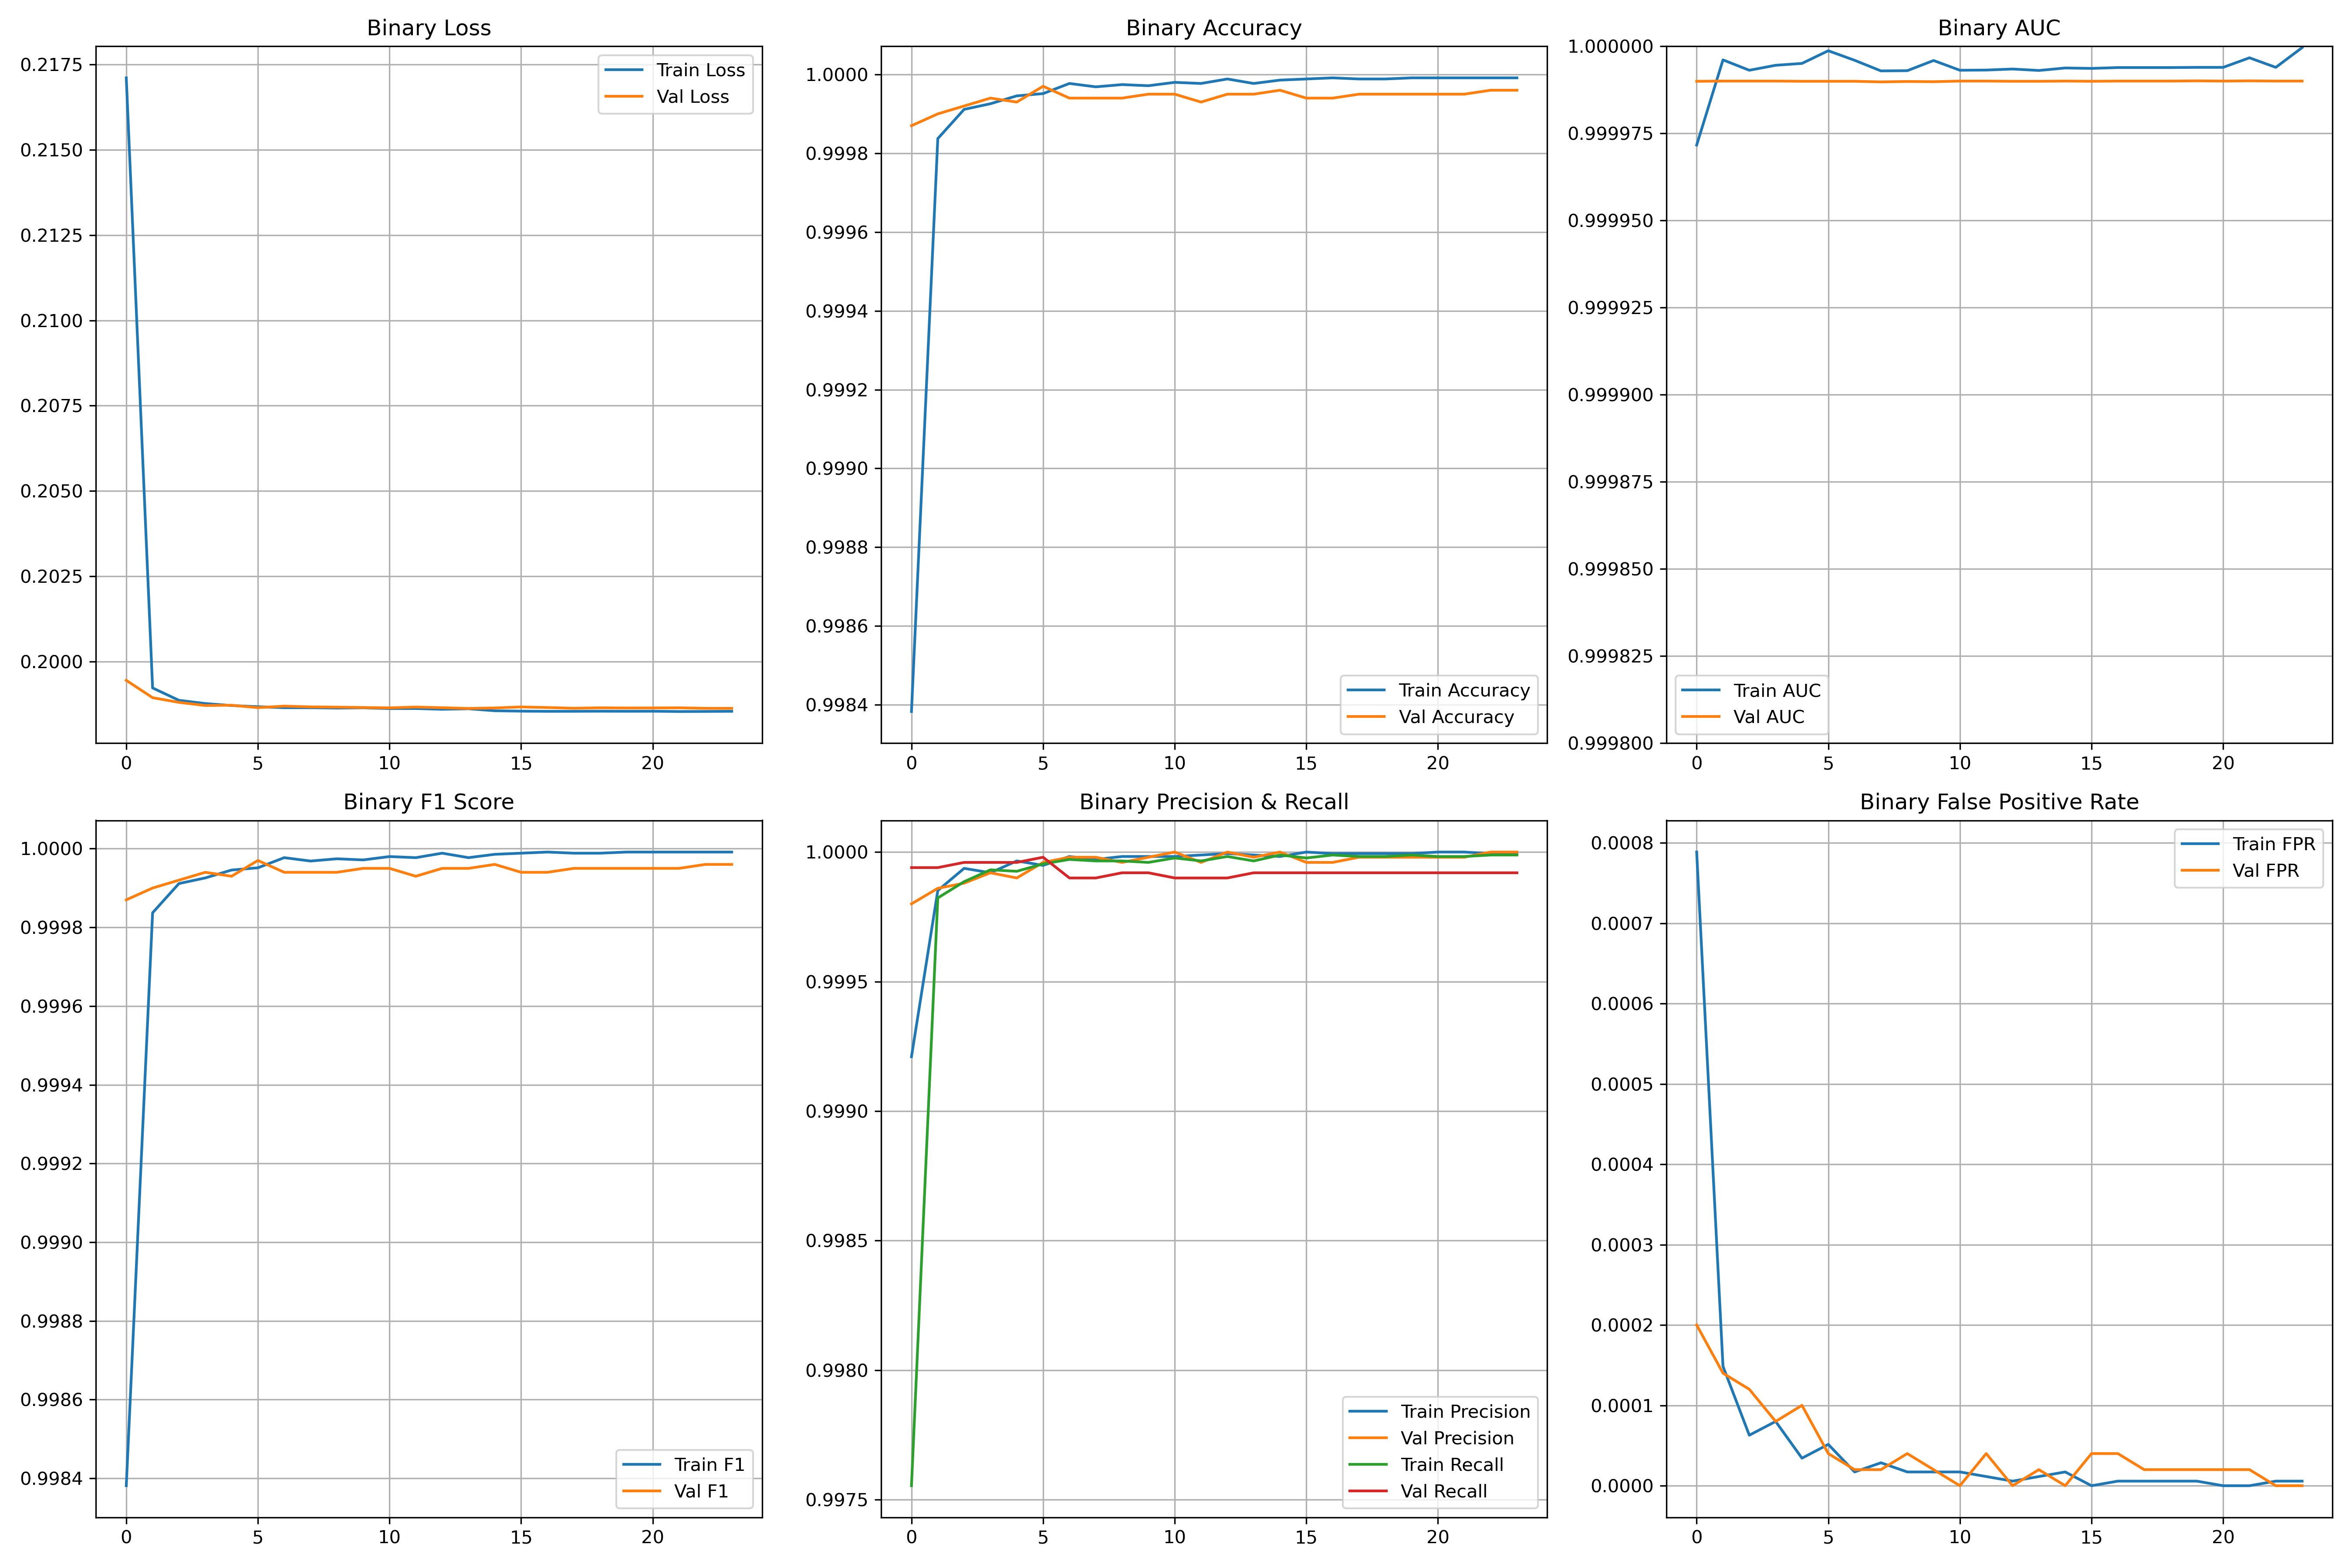 Binary Loss
0.2175
0.2150
0.2125
0.2100
0.2075
0.2050
0.2025
0.2000
0 5 10 15 20
Train Loss
Val Loss
Binary Accuracy
1.0000
0.9998
0.9996
0.9994
0.9992
0.9990
0.9988
0.9986
0.9984
0 5 10 15 20
Train Accuracy
Val Accuracy
Binary AUC
1.000000
0.999975
0.999950
0.999925
0.999900
0.999875
0.999850
0.999825
0.999800
0 5 10 15 20
Train AUC
Val AUC
Binary F1 Score
1.0000
0.9998
0.9996
0.9994
0.9992
0.9990
0.9988
0.9986
0.9984
0 5 10 15 20
Train F1
Val F1
Binary Precision & Recall
1.0000
0.9995
0.9990
0.9985
0.9980
0.9975
0 5 10 15 20
Train Precision
Val Precision
Train Recall
Val Recall
Binary False Positive Rate
0.0008
0.0007
0.0006
0.0005
0.0004
0.0003
0.0002
0.0001
0.0000
0 5 10 15 20
Train FPR
Val FPR